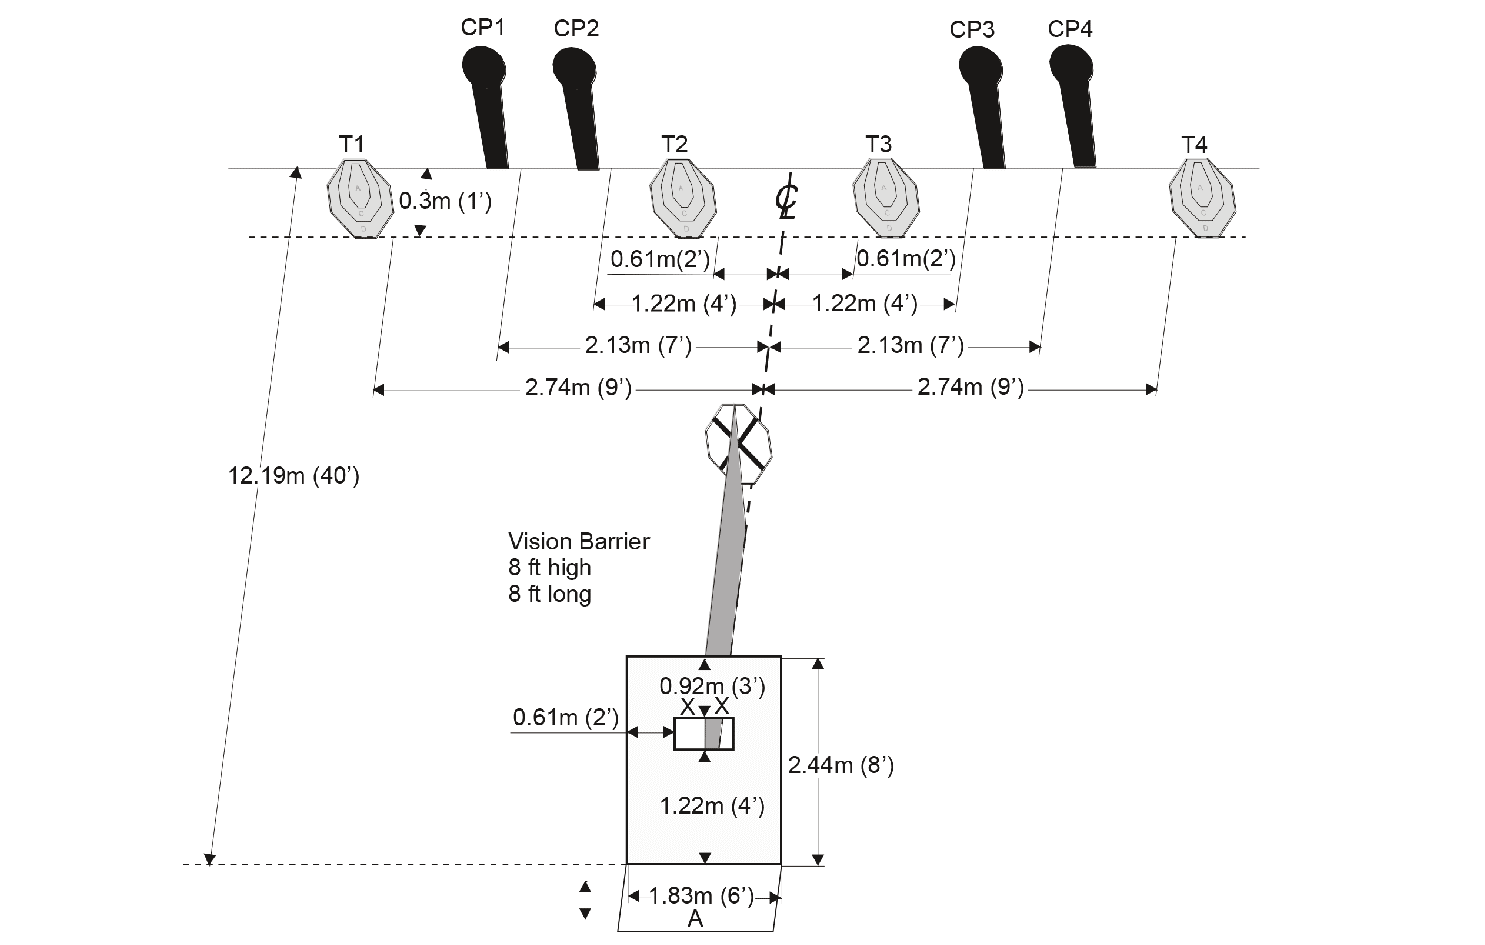 CP1 CP2 CP3 CP4
T1 T2 T3 T4
0.3m (1’)
℄
0.61m(2’) 0.61m(2’)
1.22m (4’) 1.22m (4’)
2.13m (7’) 2.13m (7’)
2.74m (9’) 2.74m (9’)
12.19m (40’)
Vision Barrier
8 ft high
8 ft long
0.92m (3’)
X X
0.61m (2’)
2.44m (8’)
1.22m (4’)
1.83m (6’)
A